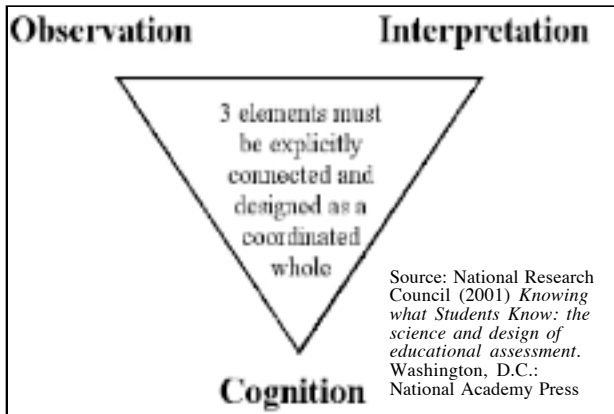 Observation Interpretation
3 elements must
be explicitly
connected and
designed as a
coordinated
whole
Source: National Research
Council (2001) Knowing
what Students Know: the
science and design of
educational assessment.
Washington, D.C.:
National Academy Press
Cognition